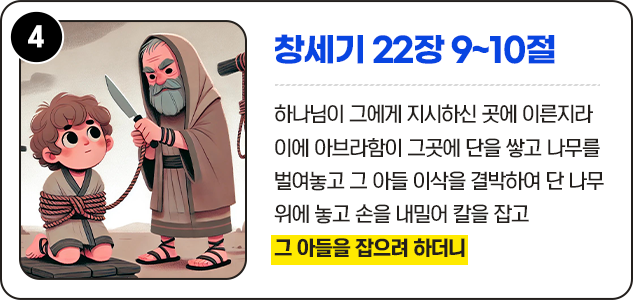 4
창세기 22장 9~10절
하나님이 그에게 지시하신 곳에 이른지라
이에 아브라함이 그곳에 단을 쌓고 나무를
벌여놓고 그 아들 이삭을 결박하여 단 나무
위에 놓고 손을 내밀어 칼을 잡고
그 아들을 잡으려 하더니